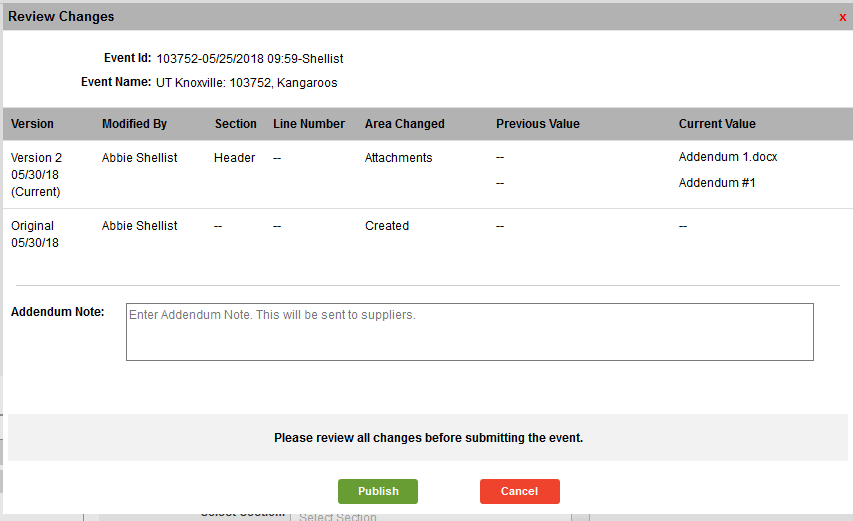 Review Changes x
Event Id: 103752-05/25/2018 09:59-Shellist
Event Name: UT Knoxville: 103752, Kangaroos
Version Modified By Section Line Number Area Changed Previous Value Current Value
Version 2 Abbie Shellist Header -- Attachments -- Addendum 1.docx
05/30/18
(Current) -- Addendum #1
Original Abbie Shellist -- -- Created -- --
05/30/18
Addendum Note: Enter Addendum Note. This will be sent to suppliers.
Please review all changes before submitting the event.
Publish Cancel
Select Section: Select Section